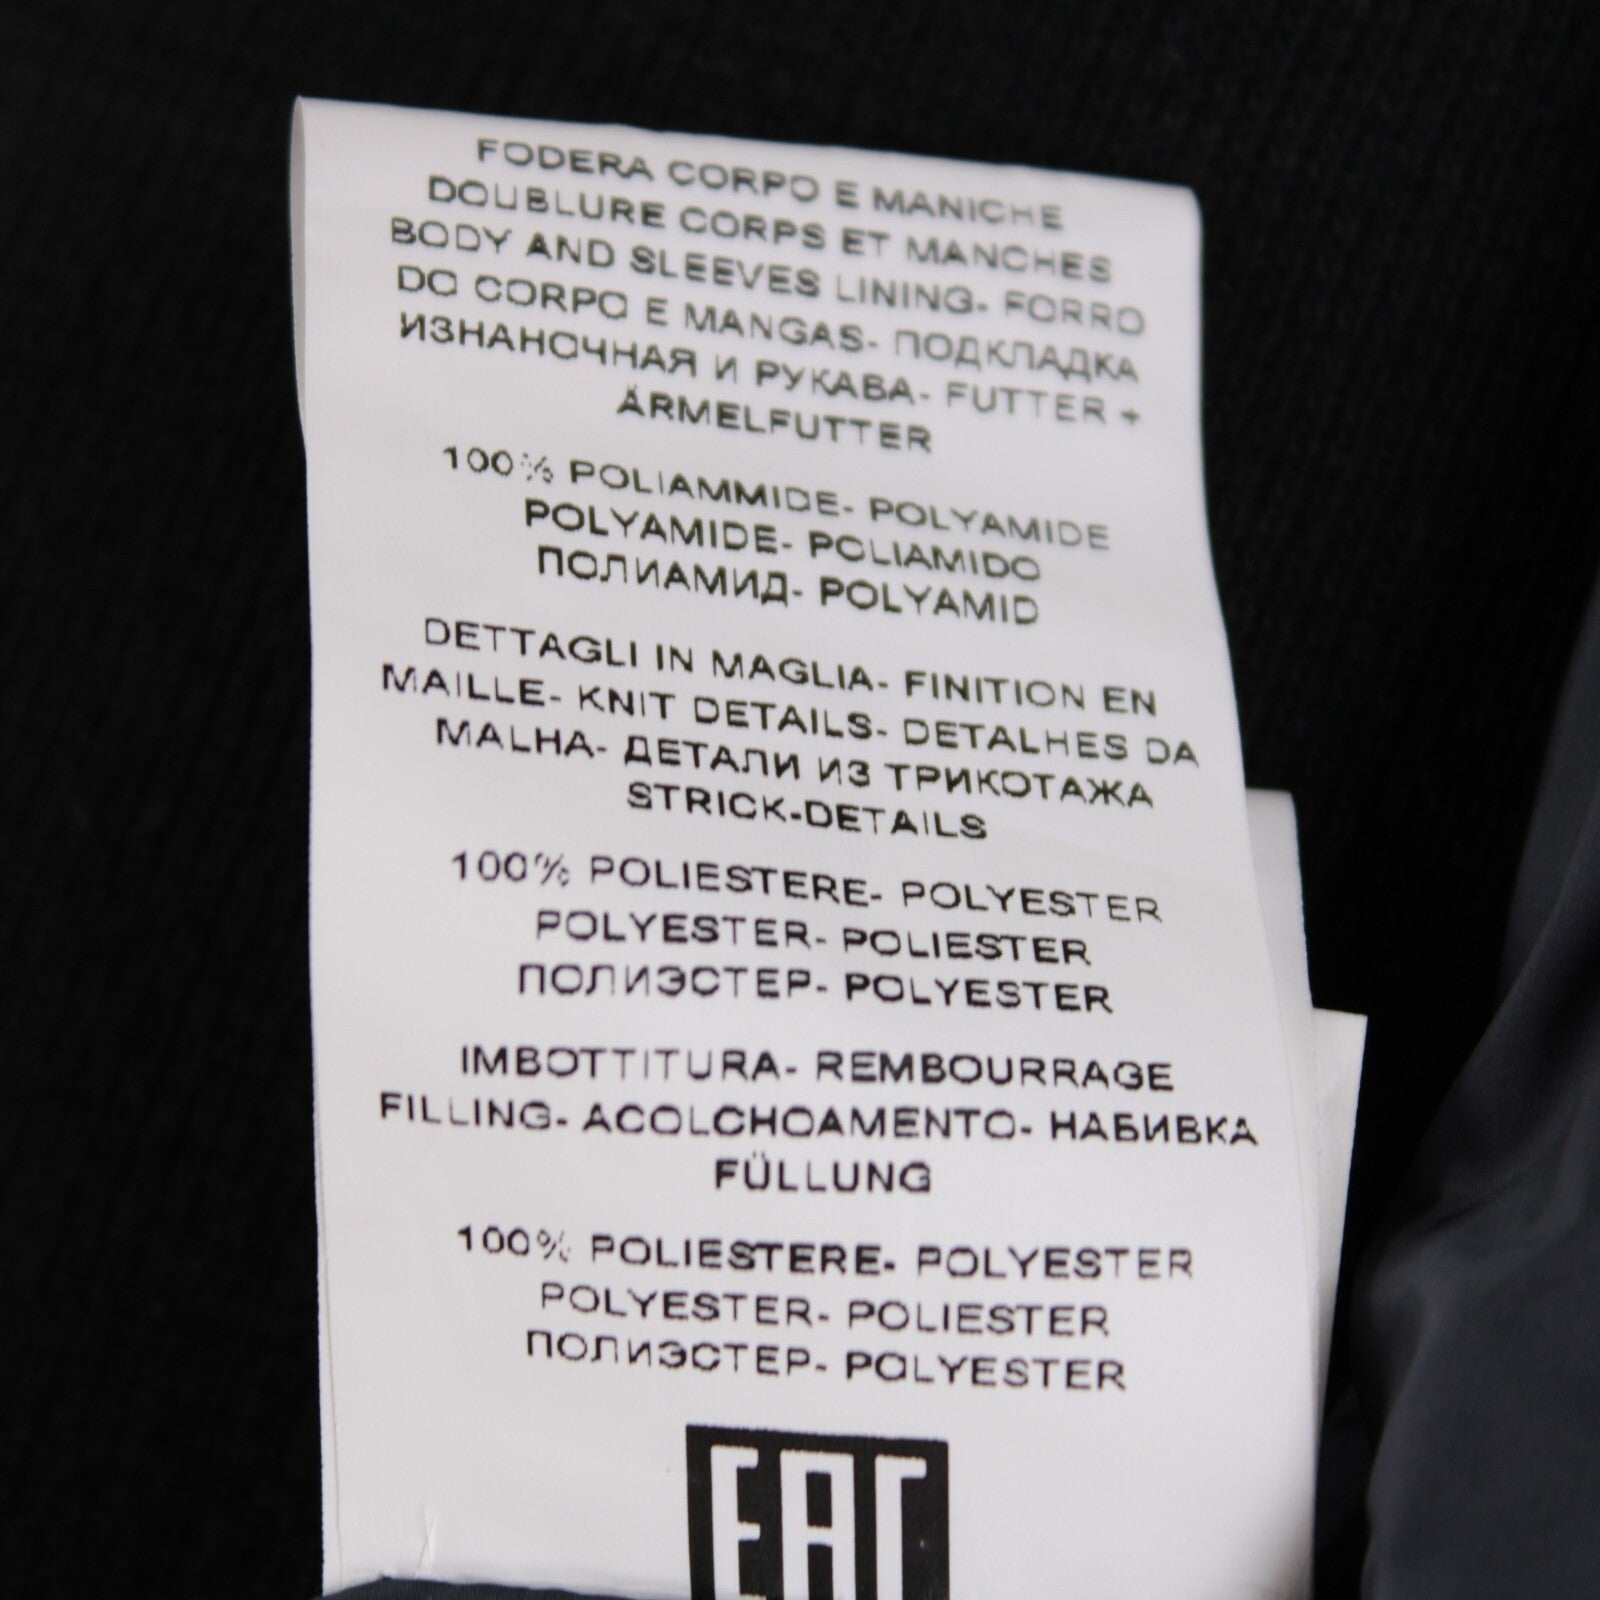 FODERA CORPO E MANICHE
DOUBLURE CORPS ET MANCHES
BODY AND SLEEVES LINING- FORRO
DO CORPO E MANGAS- ПОДКЛАДКА
ИЗНАНОЧНАЯ И РУКАВА- FUTTER +
ÄRMELFUTTER
100% POLIAMMIDE- POLYAMIDE
POLYAMIDE- POLIAMIDO
ПОЛИАМИД- POLYAMID
DETTAGLI IN MAGLIA- FINITION EN
MAILLE- KNIT DETAILS- DETALHES DA
MALHA- ДЕТАЛИ ИЗ ТРИКОТАЖА
STRICK-DETAILS
100% POLIESTERE- POLYESTER
POLYESTER- POLIESTER
ПОЛИЭСТЕР- POLYESTER
IMBOTTITURA- REMBOURRAGE
FILLING- ACOLCHOAMENTO- НАБИВКА
FÜLLUNG
100% POLIESTERE- POLYESTER
POLYESTER- POLIESTER
ПОЛИЭСТЕР- POLYESTER
EAC